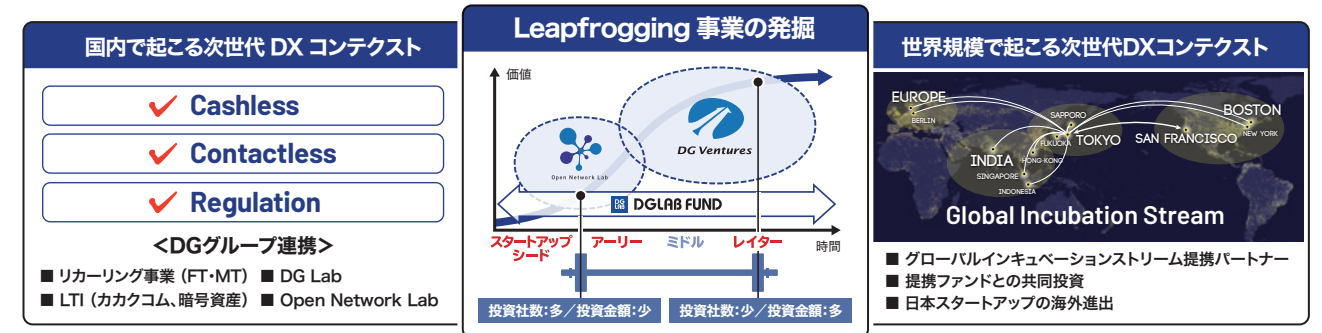 国内で起こる次世代 DX コンテクスト
Cashless
Contactless
Regulation
<DGグループ連携>
■ リカーリング事業 (FT・MT) ■ DG Lab
■ LTI (カカクコム、暗号資産) ■ Open Network Lab
Leapfrogging 事業の発掘
価値
Open Network Lab
DG Ventures
DG LAB DGLAB FUND
スタートアップ アーリー ミドル レイター
シード
時間
投資社数:多/投資金額:少
投資社数:少/投資金額:多
世界規模で起こる次世代DXコンテクスト
EUROPE
BERLIN
SAPPORO
BOSTON
NEW YORK
FUKUOKA
TOKYO
SAN FRANCISCO
INDIA
HONG-KONG
SINGAPORE
INDONESIA
Global Incubation Stream
■ グローバルインキュベーションストリーム提携パートナー
■ 提携ファンドとの共同投資
■ 日本スタートアップの海外進出